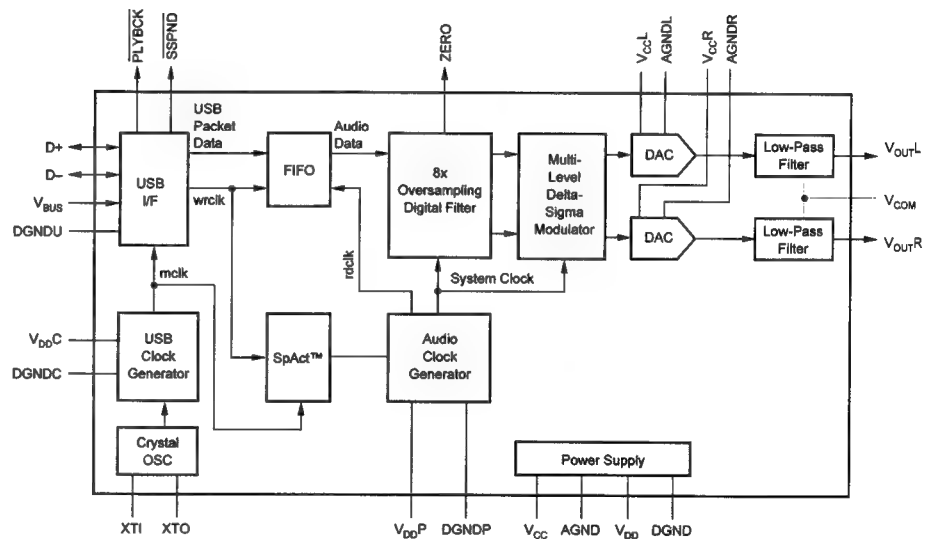 PLYBCK
SSPND
ZERO
VCCL
AGNDL
VCCR
AGNDR
D+
D–
VBUS
DGNDU
USB
I/F
USB
Packet
Data
wrclk
FIFO
Audio
Data
8x
Oversampling
Digital Filter
Multi-
Level
Delta-
Sigma
Modulator
DAC
DAC
Low-Pass
Filter
Low-Pass
Filter
VOUTL
VCOM
VOUTR
mclk
rdclk
System Clock
VDDC
DGNDC
USB
Clock
Generator
SpAct™
Audio
Clock
Generator
Crystal
OSC
Power Supply
XTI
XTO
VDDP
DGNDP
VCC
AGND
VDD
DGND